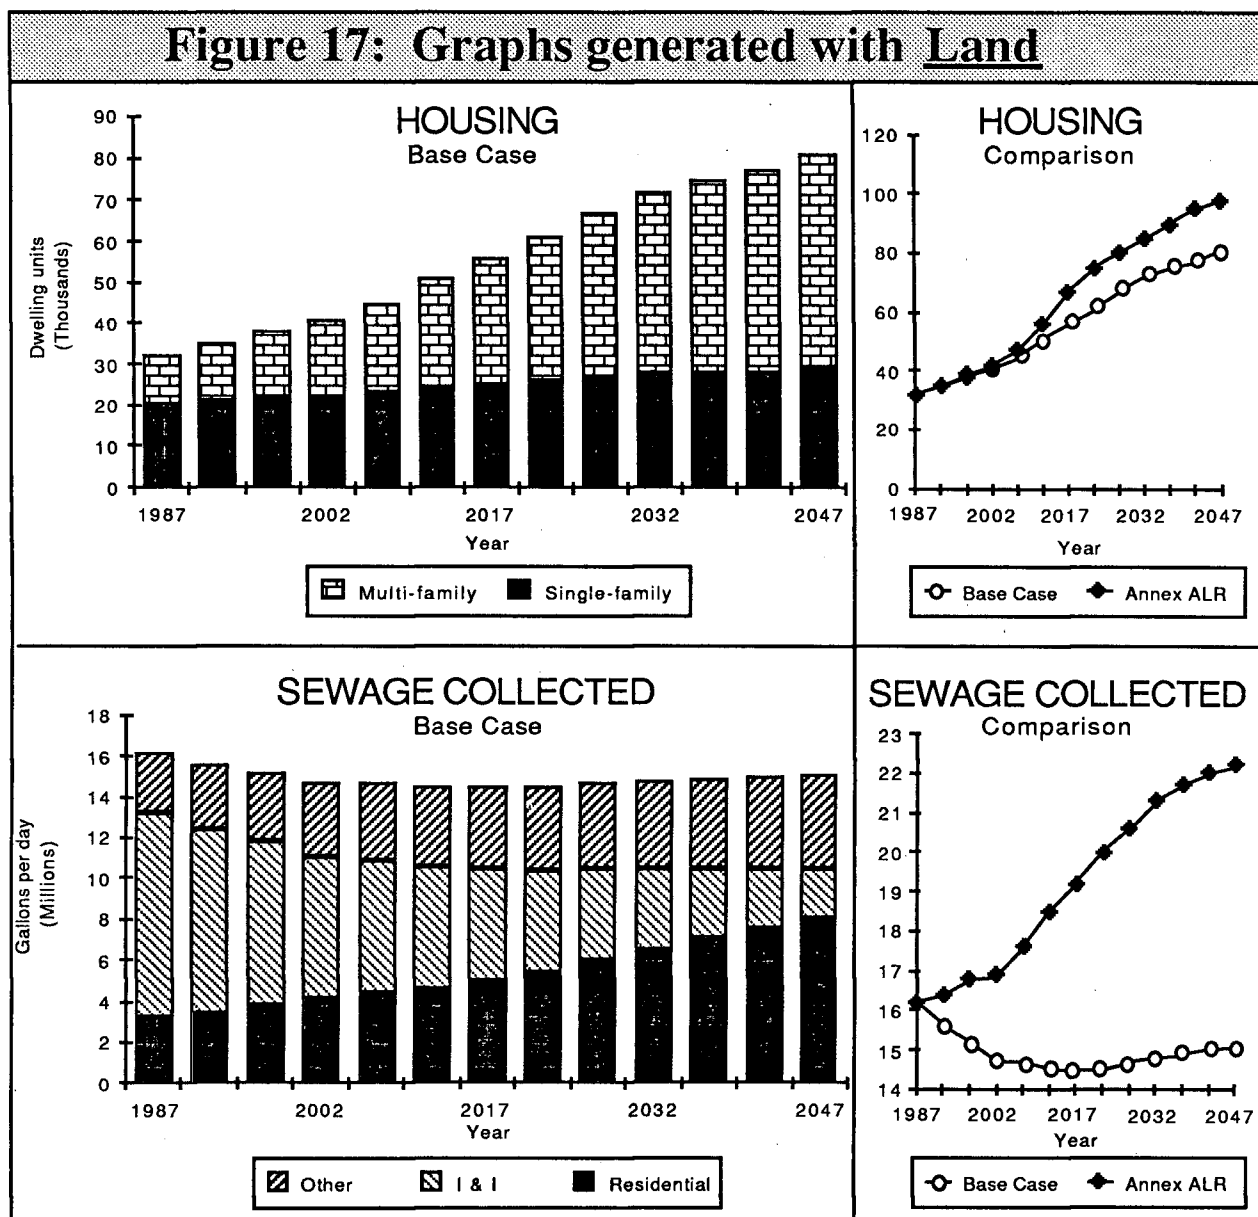 Figure 17: Graphs generated with Land
HOUSING
Base Case
Dwelling units
(Thousands)
90
80
70
60
50
40
30
20
10
0
1987 2002 2017 2032 2047
Year
Multi-family Single-family
HOUSING
Comparison
120
100
80
60
40
20
0
1987 2002 2017 2032 2047
Year
Base Case Annex ALR
SEWAGE COLLECTED
Base Case
Gallons per day
(Millions)
18
16
14
12
10
8
6
4
2
0
1987 2002 2017 2032 2047
Year
Other I & I Residential
SEWAGE COLLECTED
Comparison
23
22
21
20
19
18
17
16
15
14
1987 2002 2017 2032 2047
Year
Base Case Annex ALR